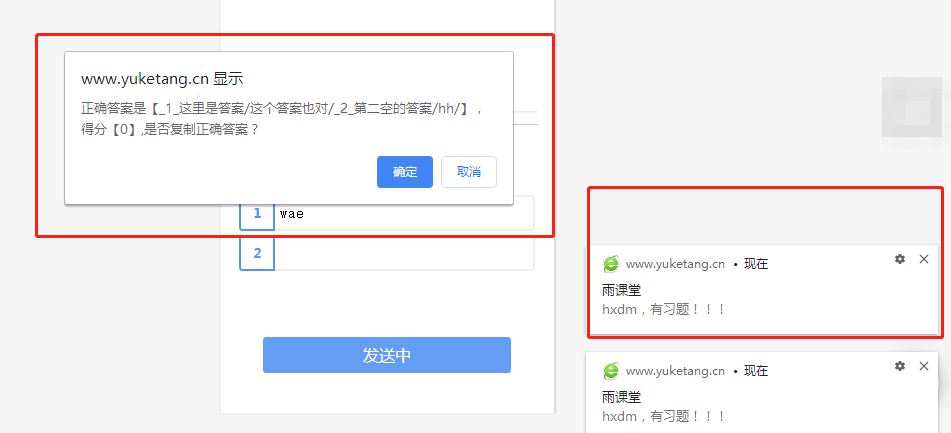 www.yuketang.cn 显示
正确答案是【_1_这里是答案/这个答案也对/_2_第二空的答案/hh/】，
得分【0】,是否复制正确答案？
确定
取消
1 wae
2
发送中
www.yuketang.cn • 现在
雨课堂
hxdm，有习题！！！
www.yuketang.cn • 现在
雨课堂
hxdm，有习题！！！